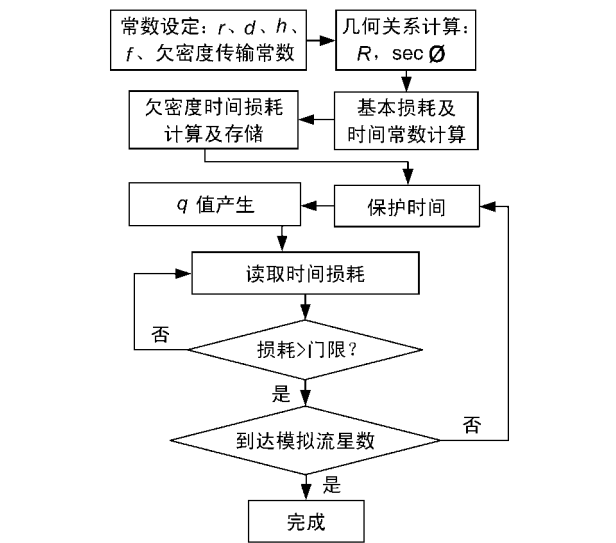 常数设定：r、d、h、
f、欠密度传输常数
几何关系计算：
R，sec Ø
欠密度时间损耗
计算及存储
基本损耗及
时间常数计算
q 值产生
保护时间
读取时间损耗
否
损耗>门限？
是
到达模拟流星数
否
是
完成